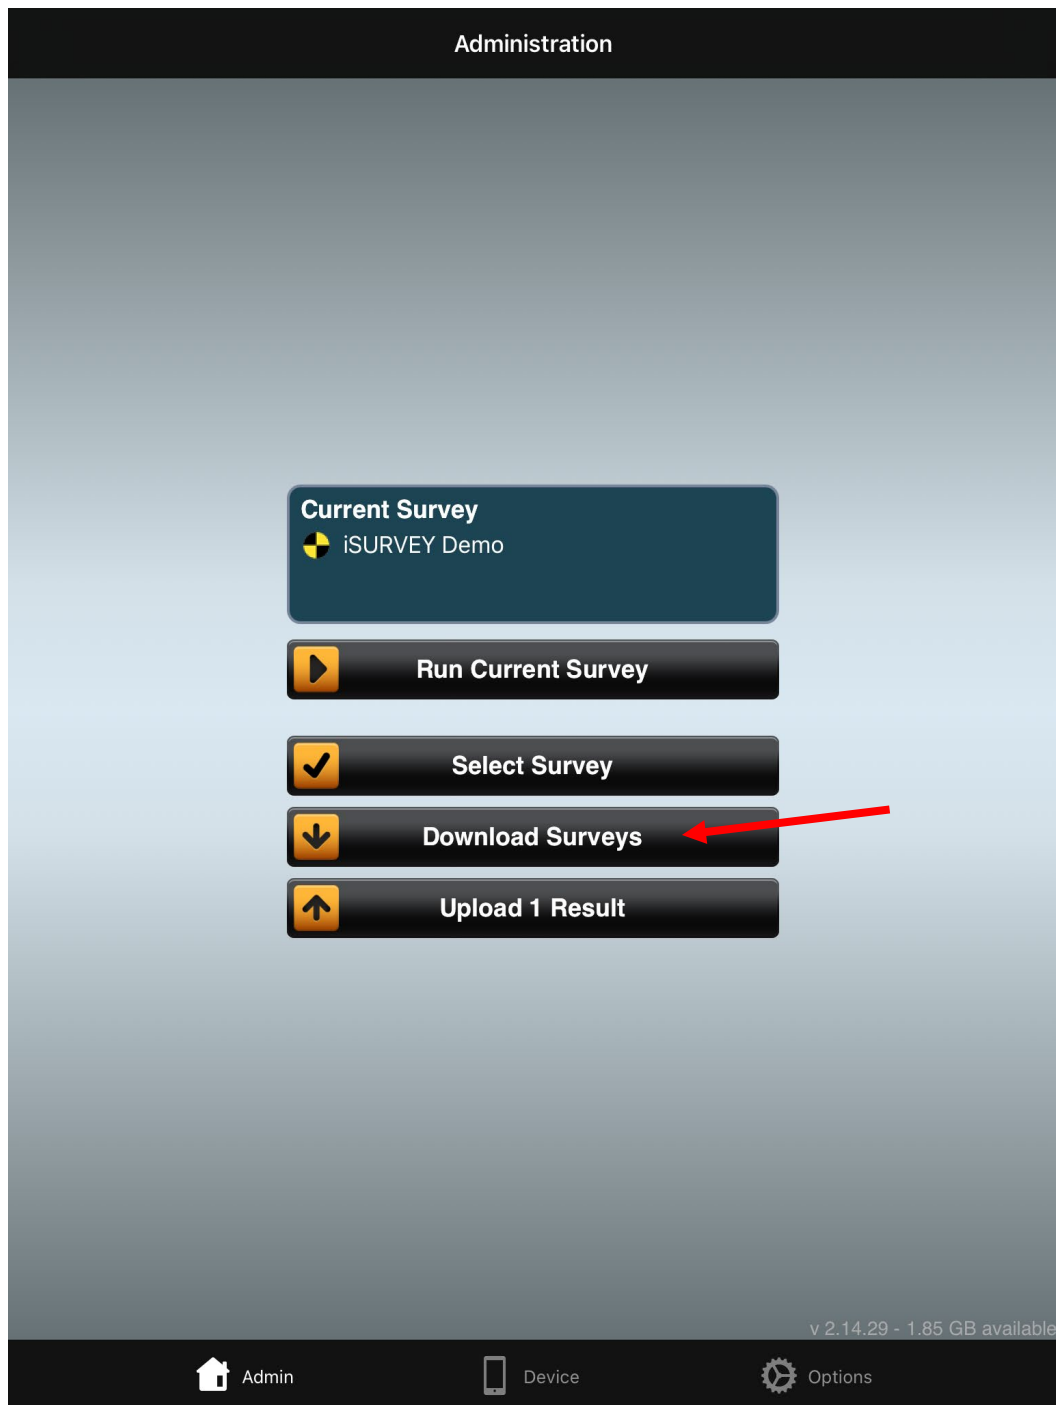 Administration
Current Survey
iSURVEY Demo
Run Current Survey
Select Survey
Download Surveys
Upload 1 Result
v 2.14.29 - 1.85 GB available
Admin
Device
Options